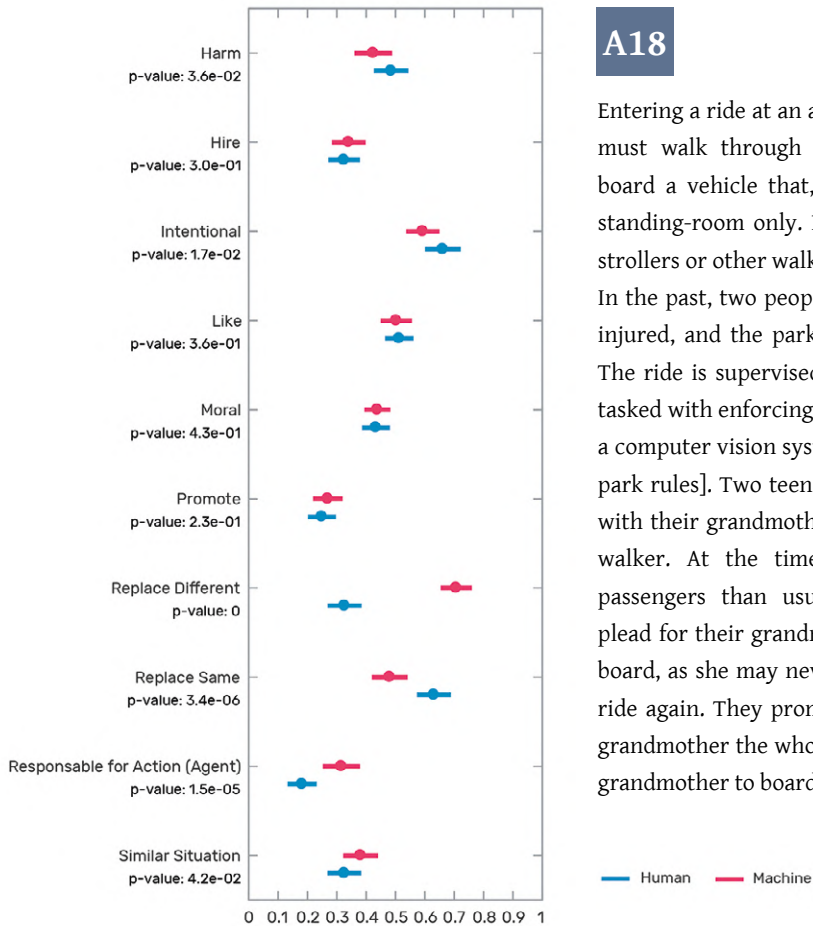 Harm
p-value: 3.6e-02
Hire
p-value: 3.0e-01
Intentional
p-value: 1.7e-02
Like
p-value: 3.6e-01
Moral
p-value: 4.3e-01
Promote
p-value: 2.3e-01
Replace Different
p-value: 0
Replace Same
p-value: 3.4e-06
Responsable for Action (Agent)
p-value: 1.5e-05
Similar Situation
p-value: 4.2e-02
0 0.1 0.2 0.3 0.4 0.5 0.6 0.7 0.8 0.9 1
A18
Entering a ride at an a
must walk through
board a vehicle that,
standing-room only.
strollers or other walk
In the past, two peop
injured, and the park
The ride is supervised
tasked with enforcing
a computer vision sys
park rules]. Two teen
with their grandmoth
walker. At the time
passengers than usu
plead for their grandm
board, as she may nev
ride again. They pron
grandmother the who
grandmother to board
Human Machine